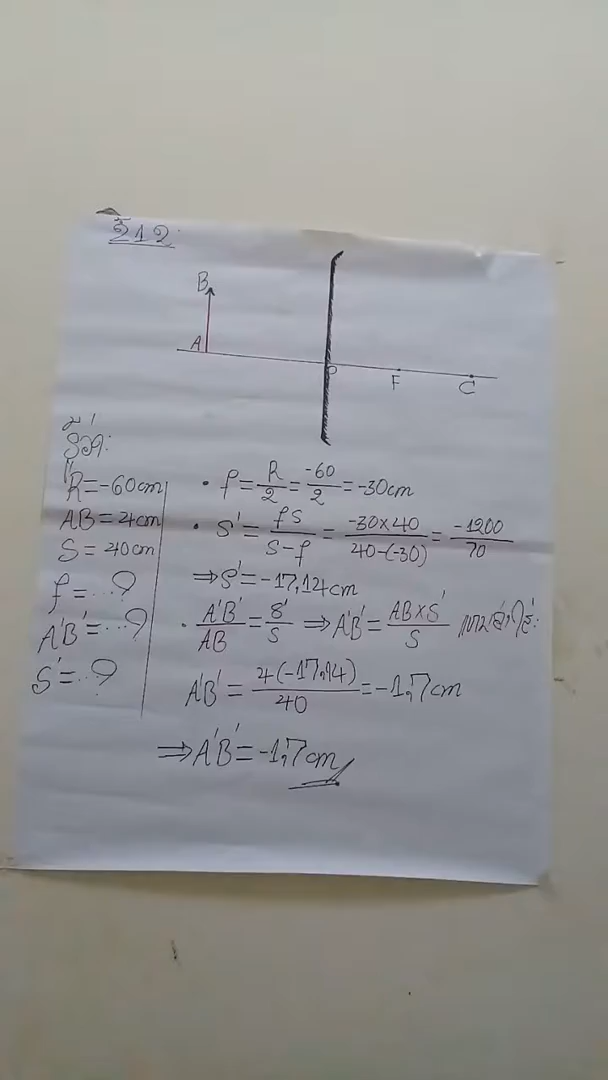 212
B
A
P
F
C
R=-60cm
AB=4cm
S=40cm
f=...?
A'B'=...?
S'=...?
• f=R/2=-60/2=-30cm
• S'=fS/S-f=-30×40/40-(-30)=-1200/70
⇒S'=-17,14cm
• A'B'/AB=S'/S ⇒A'B'=AB×S'/S
A'B'=4(-17,14)/40=-1,7cm
⇒A'B'=-1,7cm